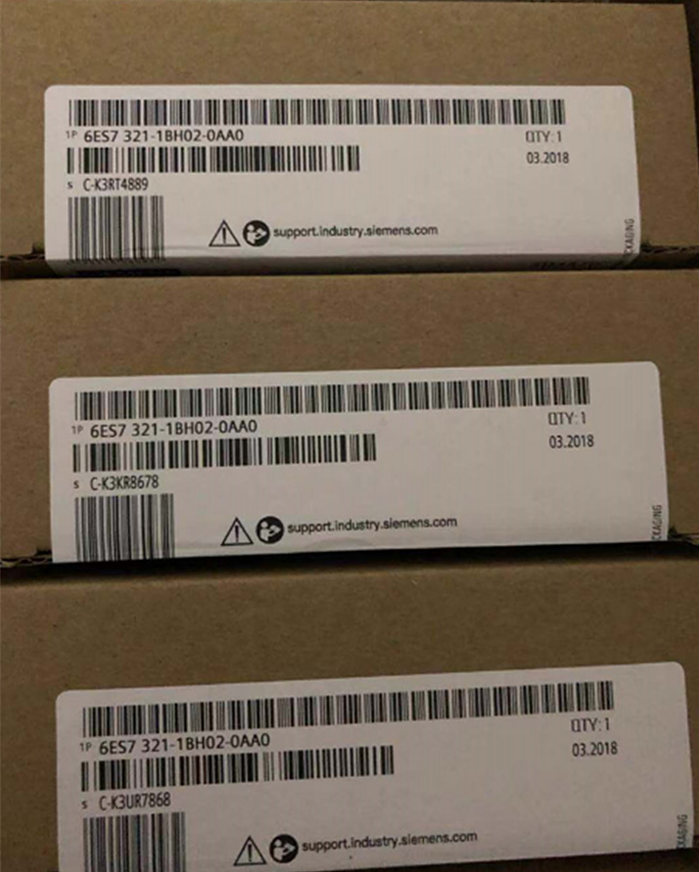 1P 6ES7 321-1BH02-0AA0
QTY: 1
03.2018
S C-K3RT4889
support.industry.siemens.com
1P 6ES7 321-1BH02-0AA0
QTY: 1
03.2018
S C-K3KR8678
support.industry.siemens.com
1P 6ES7 321-1BH02-0AA0
QTY: 1
03.2018
S C-K3UR7868
support.industry.siemens.com